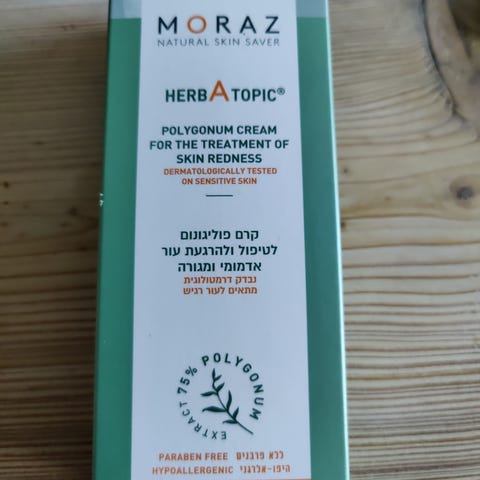 MORAZ
NATURAL SKIN SAVER
HERBATOPIC®
POLYGONUM CREAM
FOR THE TREATMENT OF
SKIN REDNESS
DERMATOLOGICALLY TESTED
ON SENSITIVE SKIN
קרם פוליגונום
לטיפול ולהרגעת עור
אדמומי ומגורה
נבדק דרמטולוגית
מתאים לעור רגיש
75% POLYGONUM EXTRACT
PARABEN FREE ללא פרבנים
HYPOALLERGENIC היפו-אלרגני